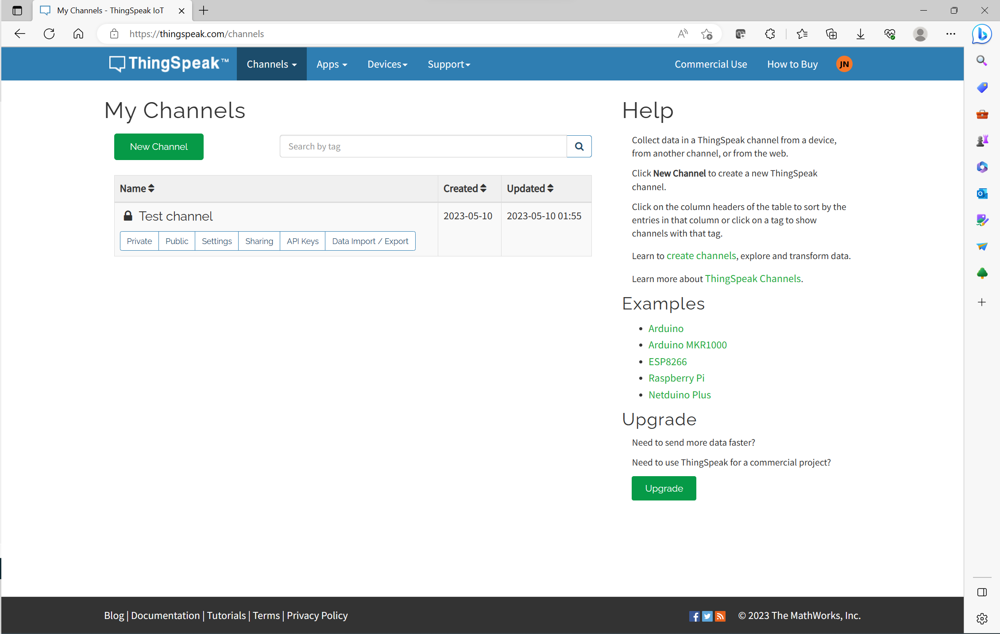 My Channels - ThingSpeak IoT
https://thingspeak.com/channels
ThingSpeak™
Channels
Apps
Devices
Support
Commercial Use
How to Buy
JN
My Channels
New Channel
Search by tag
Name
Created
Updated
Test channel
2023-05-10
2023-05-10 01:55
Private
Public
Settings
Sharing
API Keys
Data Import / Export
Help
Collect data in a ThingSpeak channel from a device,
from another channel, or from the web.
Click New Channel to create a new ThingSpeak
channel.
Click on the column headers of the table to sort by the
entries in that column or click on a tag to show
channels with that tag.
Learn to create channels, explore and transform data.
Learn more about ThingSpeak Channels.
Examples
Arduino
Arduino MKR1000
ESP8266
Raspberry Pi
Netduino Plus
Upgrade
Need to send more data faster?
Need to use ThingSpeak for a commercial project?
Upgrade
Blog | Documentation | Tutorials | Terms | Privacy Policy
© 2023 The MathWorks, Inc.